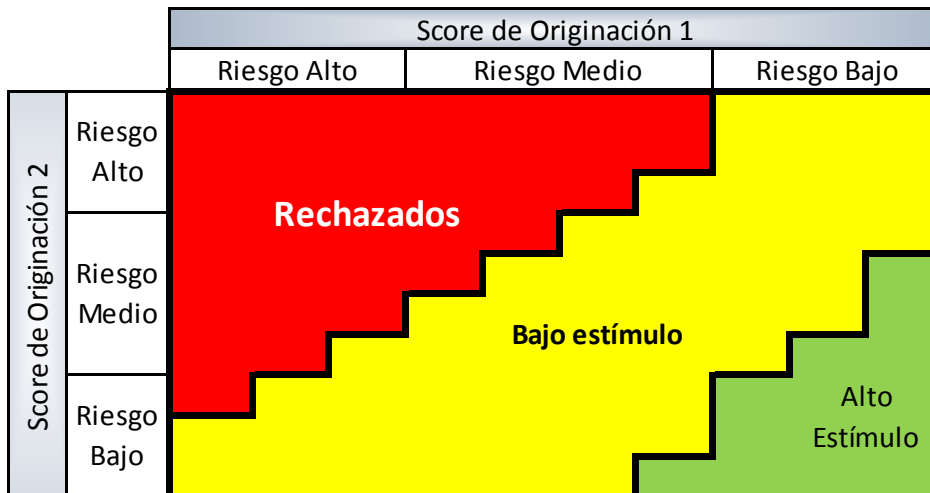 Score de Originación 1
Riesgo Alto
Riesgo Medio
Riesgo Bajo
Score de Originación 2
Riesgo
Alto
Riesgo
Medio
Riesgo
Bajo
Rechazados
Bajo estímulo
Alto
Estímulo